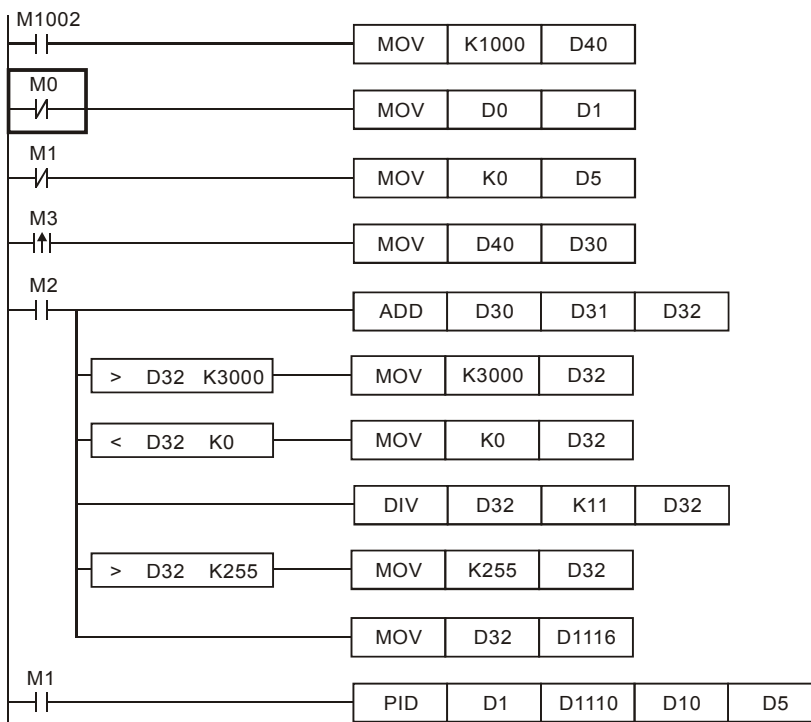 M1002
MOV K1000 D40
M0
MOV D0 D1
M1
MOV K0 D5
M3
MOV D40 D30
M2
ADD D30 D31 D32
> D32 K3000 MOV K3000 D32
< D32 K0 MOV K0 D32
DIV D32 K11 D32
> D32 K255 MOV K255 D32
MOV D32 D1116
M1
PID D1 D1110 D10 D5